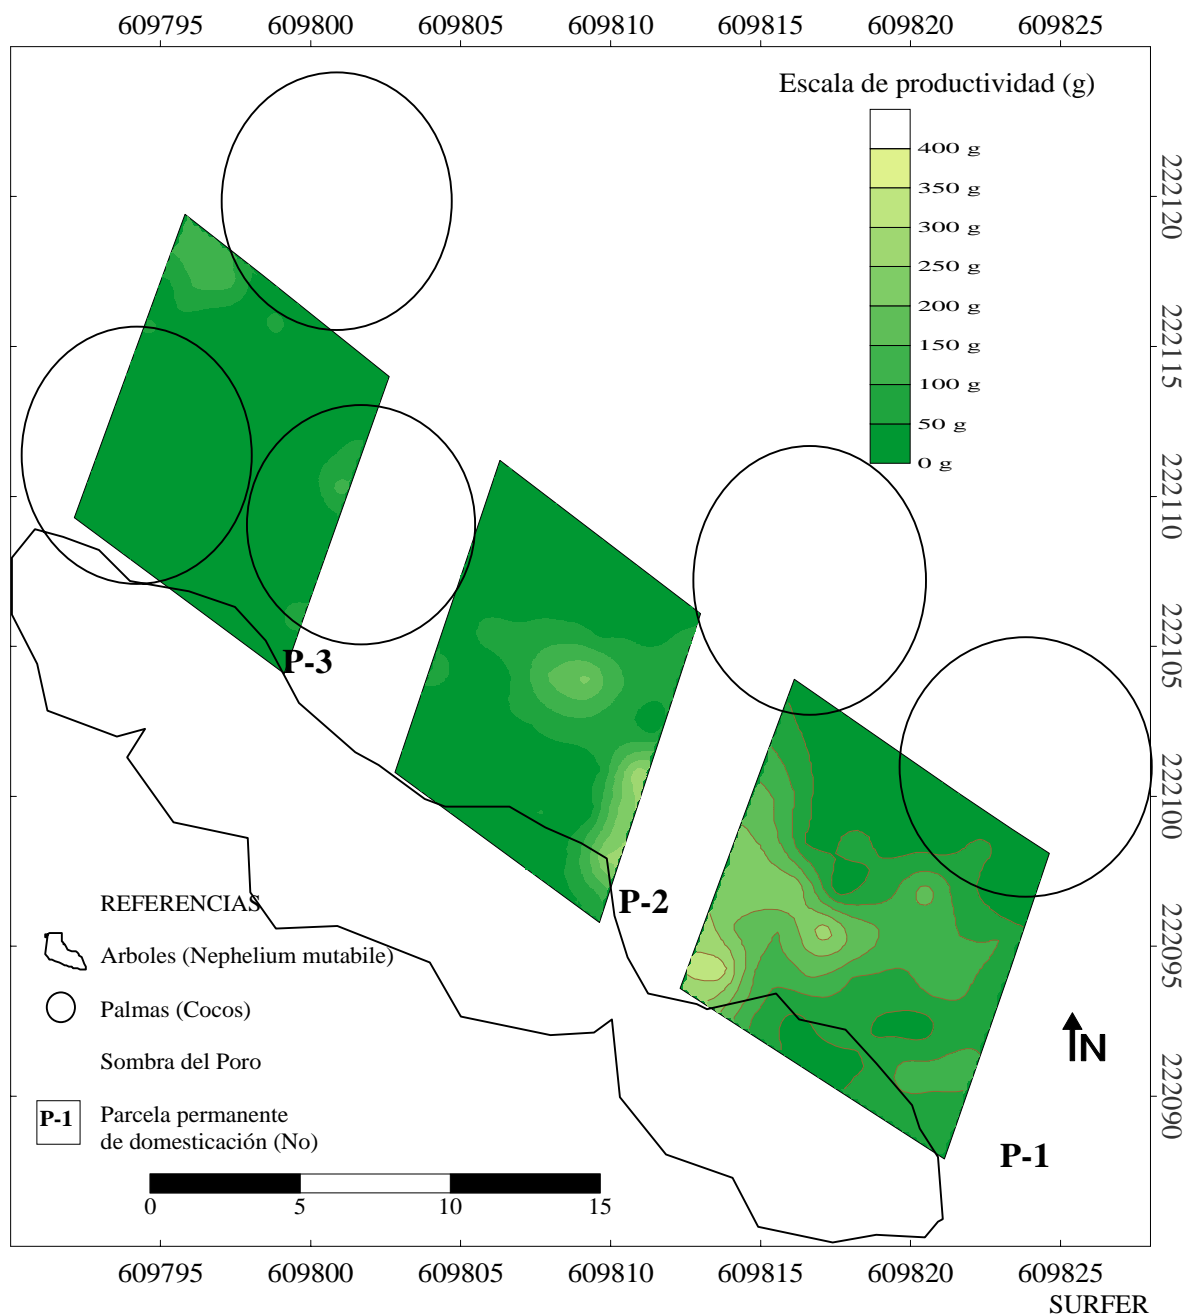 609795 609800 609805 609810 609815 609820 609825
Escala de productividad (g)
400 g
350 g
300 g
250 g
200 g
150 g
100 g
50 g
0 g
222120
222115
222110
222105
222100
222095
222090
P-3
P-2
P-1
N
REFERENCIAS
Arboles (Nephelium mutabile)
Palmas (Cocos)
Sombra del Poro
P-1
Parcela permanente
de domesticación (No)
0 5 10 15
609795 609800 609805 609810 609815 609820 609825
SURFER